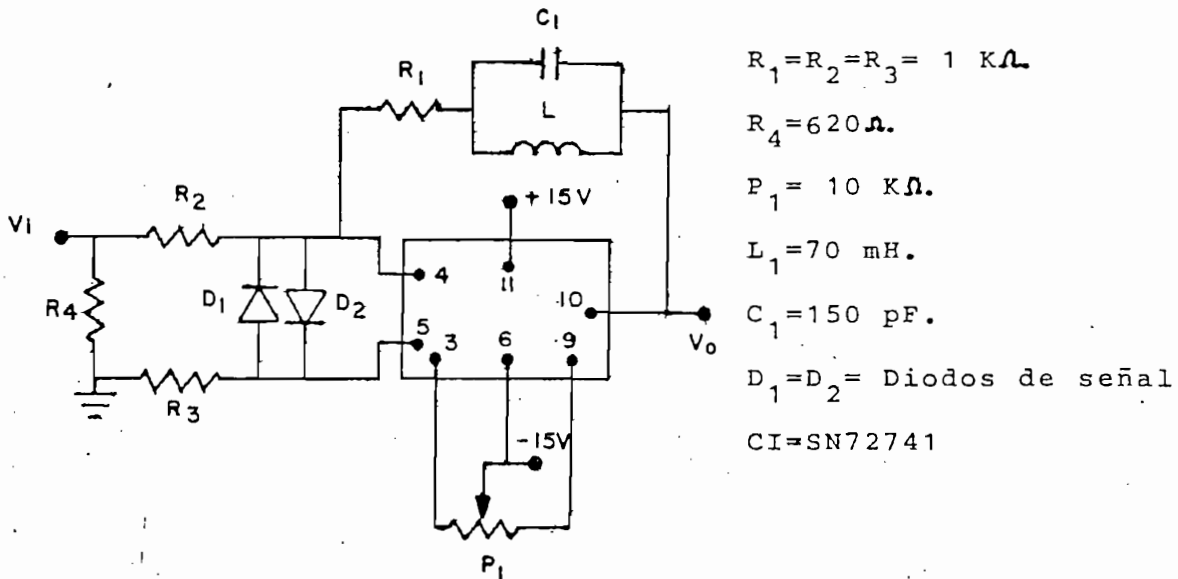 C1
R1
L
R2
+15V
Vi
4
11
D1
D2
10
R4
5
3
6
9
Vo
R3
-15V
P1
R1=R2=R3= 1 KΩ.
R4=620Ω.
P1= 10 KΩ.
L1=70 mH.
C1=150 pF.
D1=D2= Diodos de señal
CI=SN72741